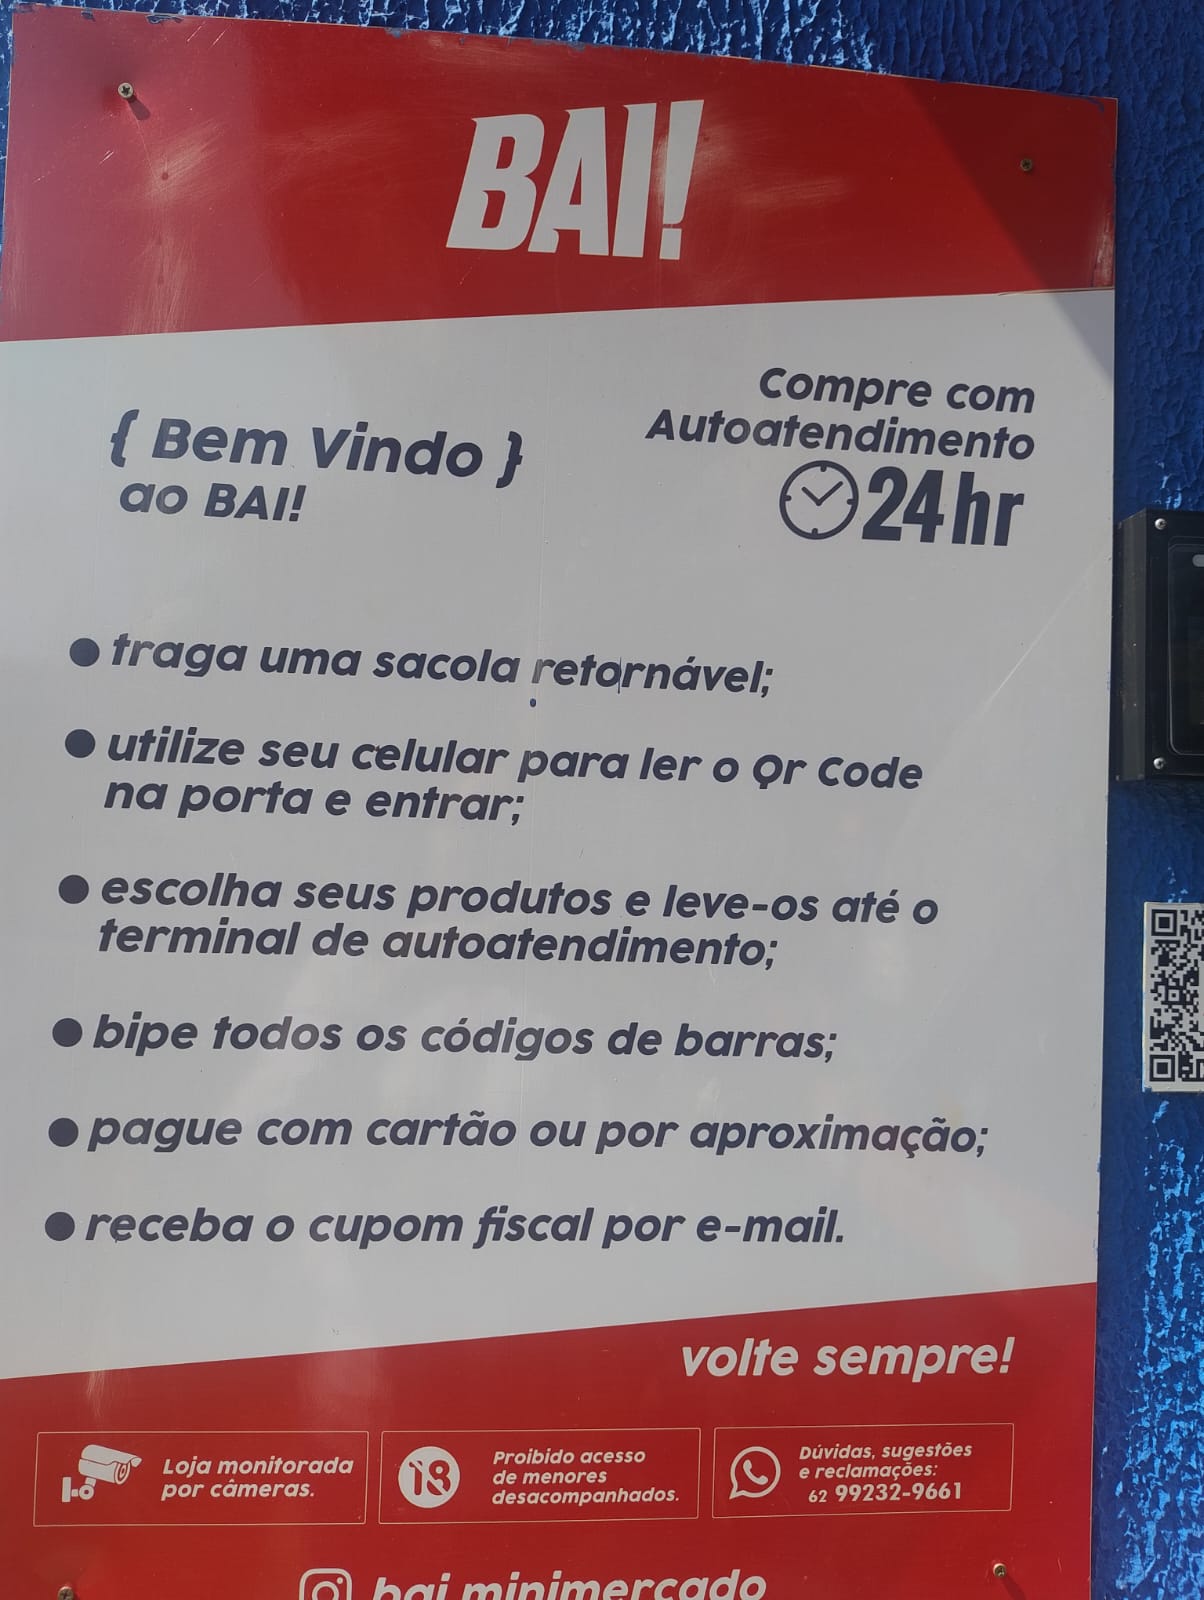 BAI!
{ Bem Vindo }
ao BAI!
Compre com
Autoatendimento
24hr
● traga uma sacola retornável;
● utilize seu celular para ler o Qr Code
na porta e entrar;
● escolha seus produtos e leve-os até o
terminal de autoatendimento;
● bipe todos os códigos de barras;
● pague com cartão ou por aproximação;
● receba o cupom fiscal por e-mail.
volte sempre!
Loja monitorada
por câmeras.
18
Proibido acesso
de menores
desacompanhados.
Dúvidas, sugestões
e reclamações:
62 99232-9661
bai minimercado